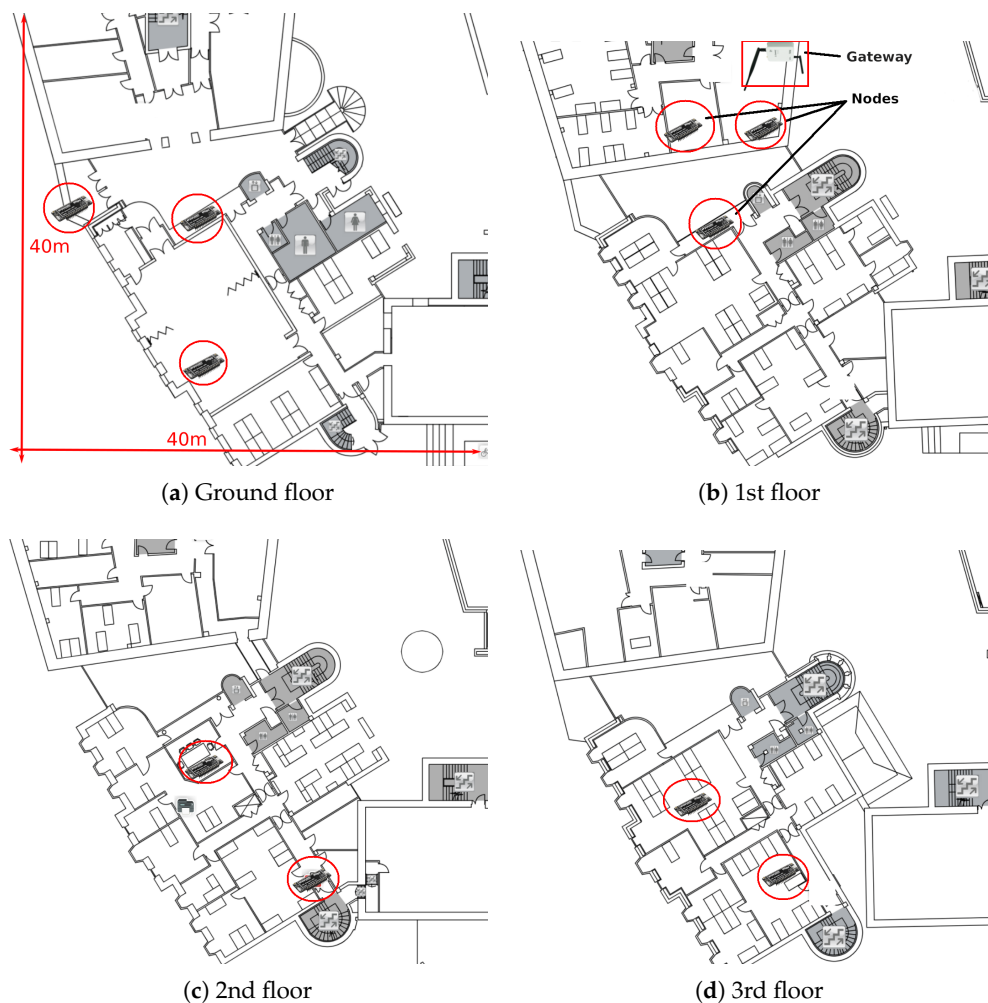 40m
40m
(a) Ground floor
Gateway
Nodes
(b) 1st floor
(c) 2nd floor
(d) 3rd floor